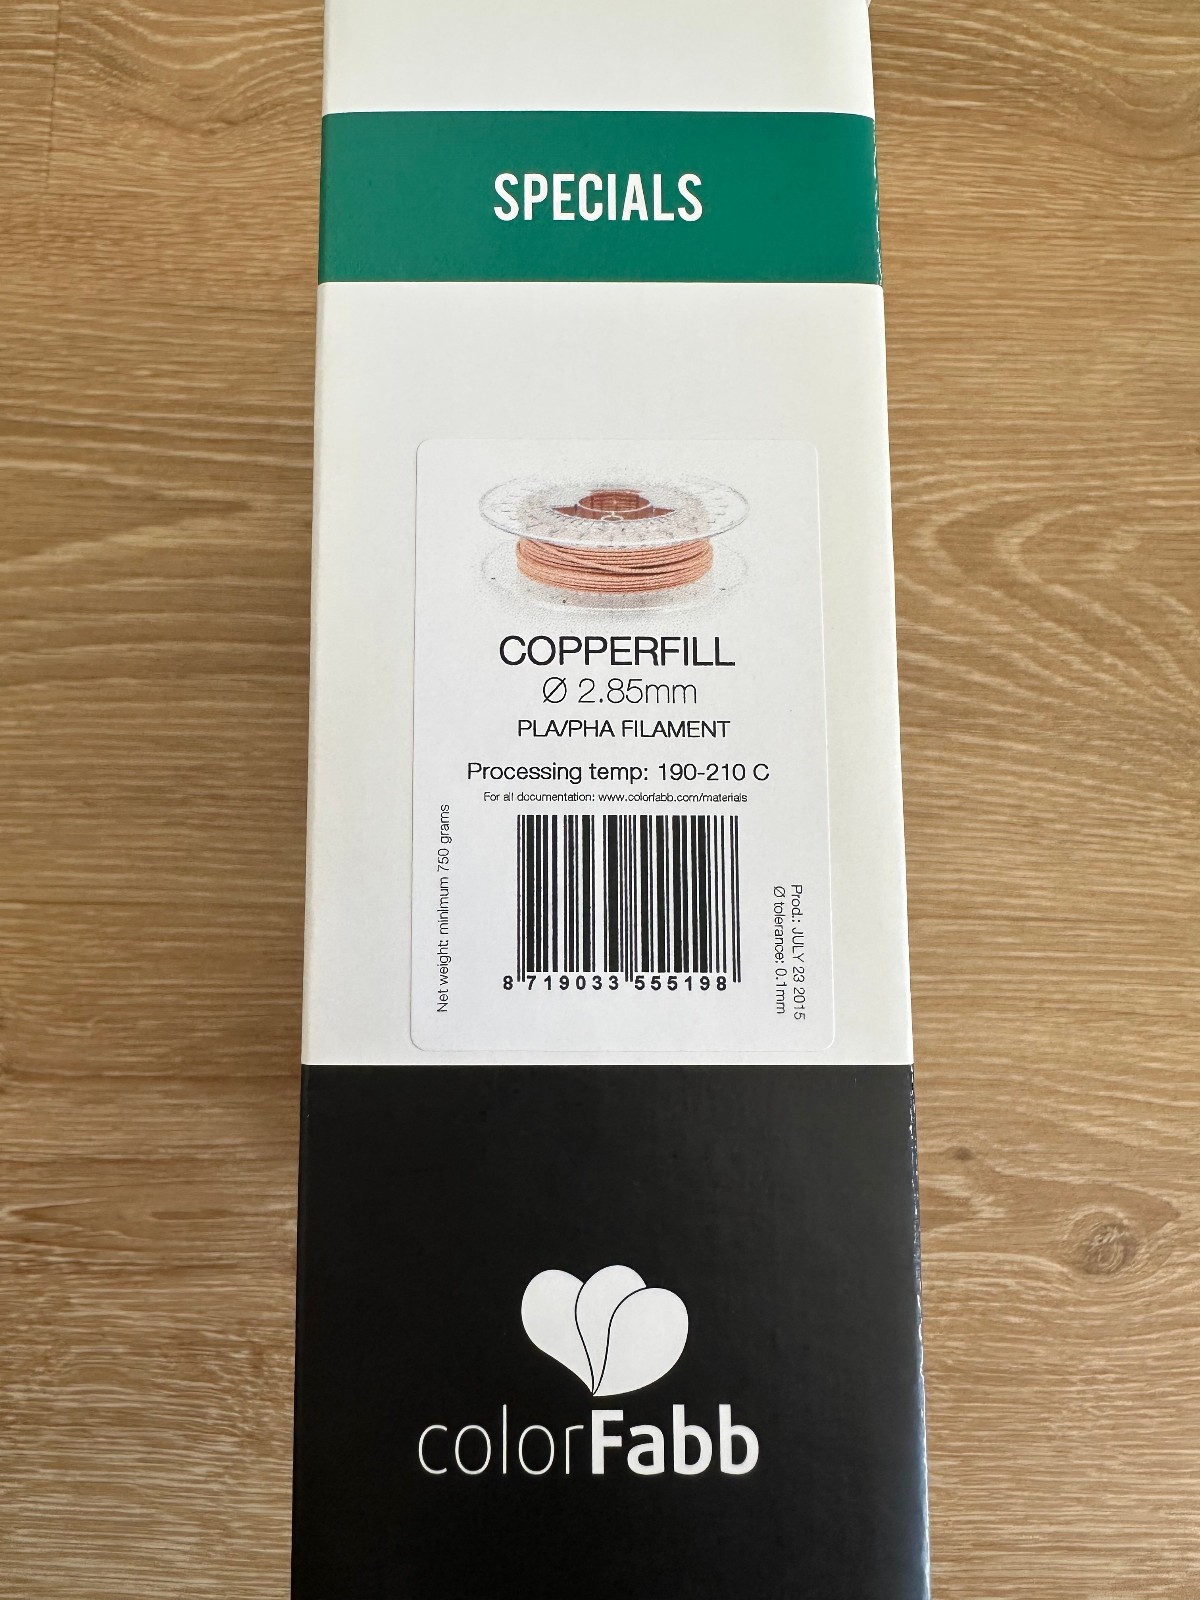 SPECIALS
COPPERFILL
Ø 2.85mm
PLA/PHA FILAMENT
Processing temp: 190-210 C
For all documentation: www.colorfabb.com/materials
Net weight: minimum 750 grams
8 719033 555198
Prod.: JULY 23 2015
Ø tolerance: 0.1mm
colorFabb